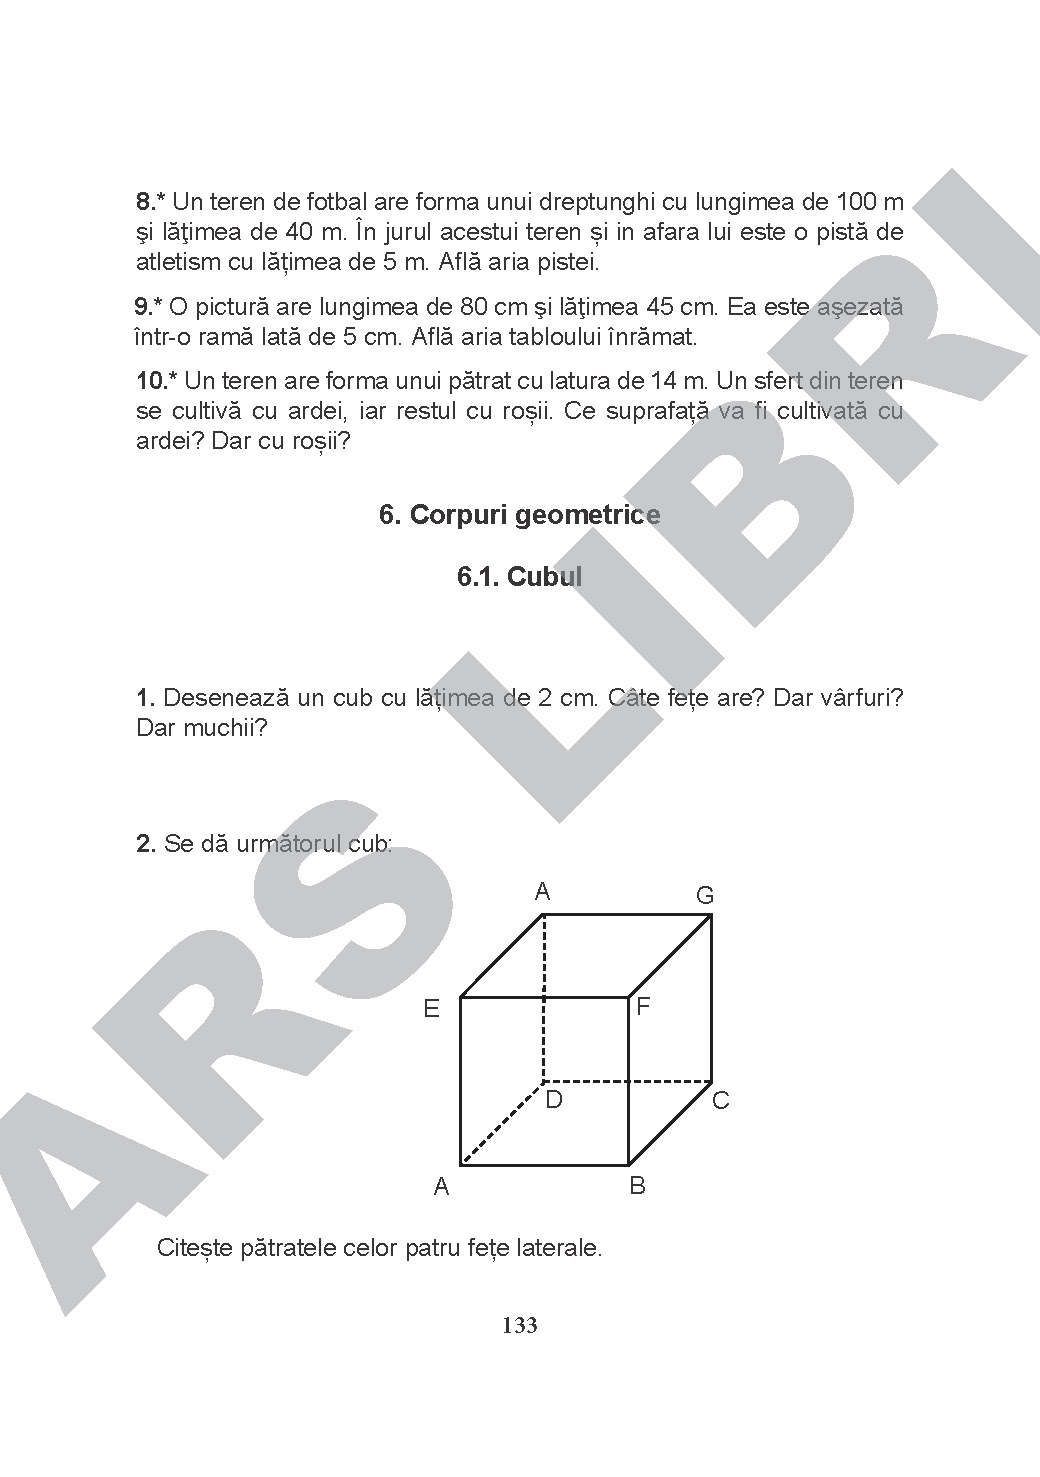 8.* Un teren de fotbal are forma unui dreptunghi cu lungimea de 100 m
şi lăţimea de 40 m. În jurul acestui teren și in afara lui este o pistă de
atletism cu lățimea de 5 m. Află aria pistei.
9.* O pictură are lungimea de 80 cm şi lăţimea 45 cm. Ea este aşezată
într-o ramă lată de 5 cm. Află aria tabloului înrămat.
10.* Un teren are forma unui pătrat cu latura de 14 m. Un sfert din teren
se cultivă cu ardei, iar restul cu roșii. Ce suprafață va fi cultivată cu
ardei? Dar cu roșii?
6. Corpuri geometrice
6.1. Cubul
1. Desenează un cub cu lățimea de 2 cm. Câte fețe are? Dar vârfuri?
Dar muchii?
2. Se dă următorul cub:
A G
E F
D C
A B
Citește pătratele celor patru fețe laterale.
133
ARS LIBRI